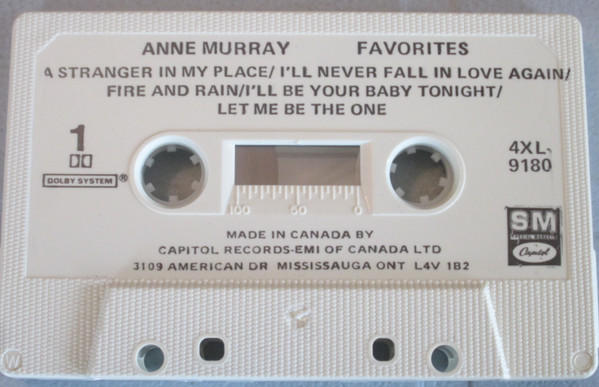 ANNE MURRAY FAVORITES
A STRANGER IN MY PLACE/ I'LL NEVER FALL IN LOVE AGAIN/
FIRE AND RAIN/I'LL BE YOUR BABY TONIGHT/
LET ME BE THE ONE
1
4XL
9180
DOLBY SYSTEM®
100 50 0
SM
SPECIAL MARKETS
Capitol
MADE IN CANADA BY
CAPITOL RECORDS-EMI OF CANADA LTD
3109 AMERICAN DR MISSISSAUGA ONT L4V 1B2
W